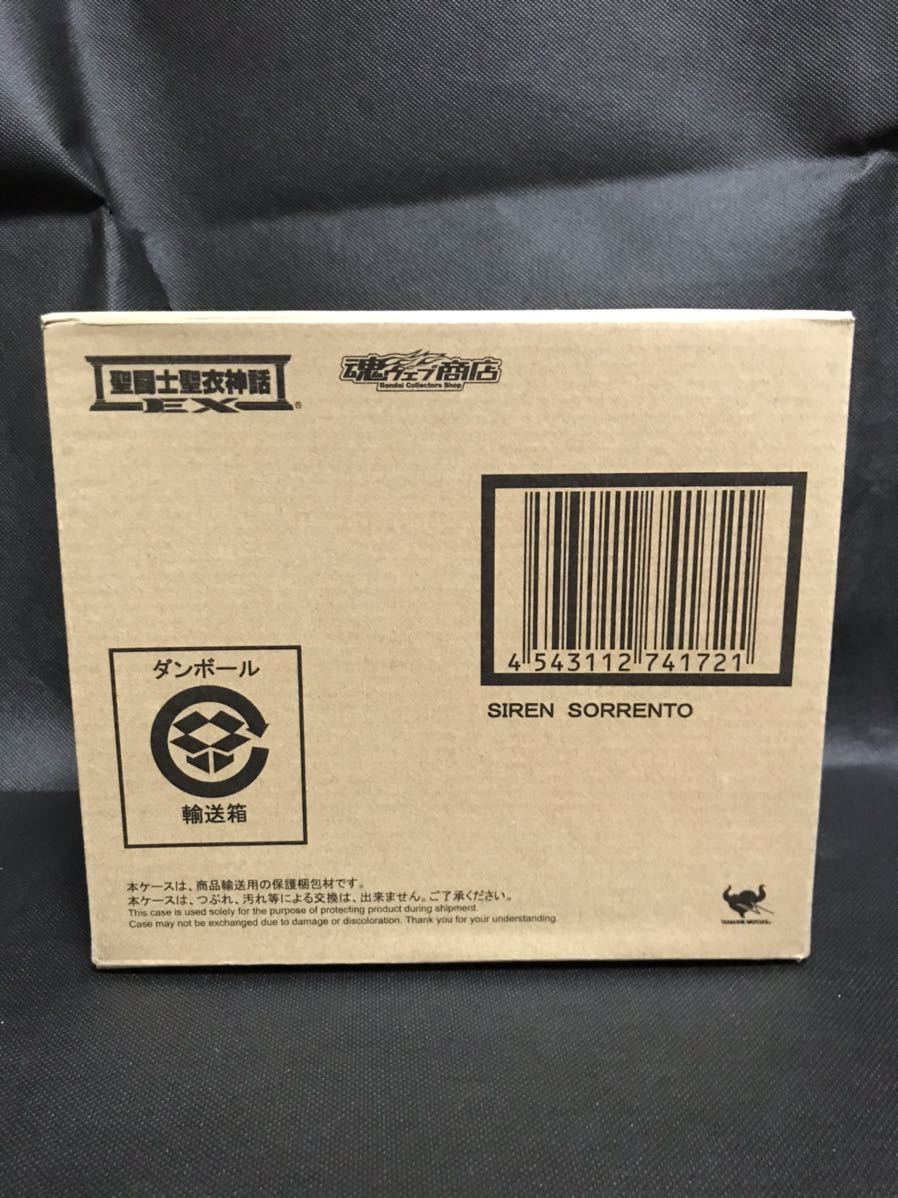 聖闘士聖衣神話
EX®
魂ウェブ商店
Bandai Collectors Shop
4 543112 741721
SIREN SORRENTO
ダンボール
輸送箱
本ケースは、商品輸送用の保護梱包材です。
本ケースは、つぶれ、汚れ等による交換は、出来ません。ご了承ください。
This case is used solely for the purpose of protecting product during shipment.
Case may not be exchanged due to damage or discoloration. Thank you for your understanding.